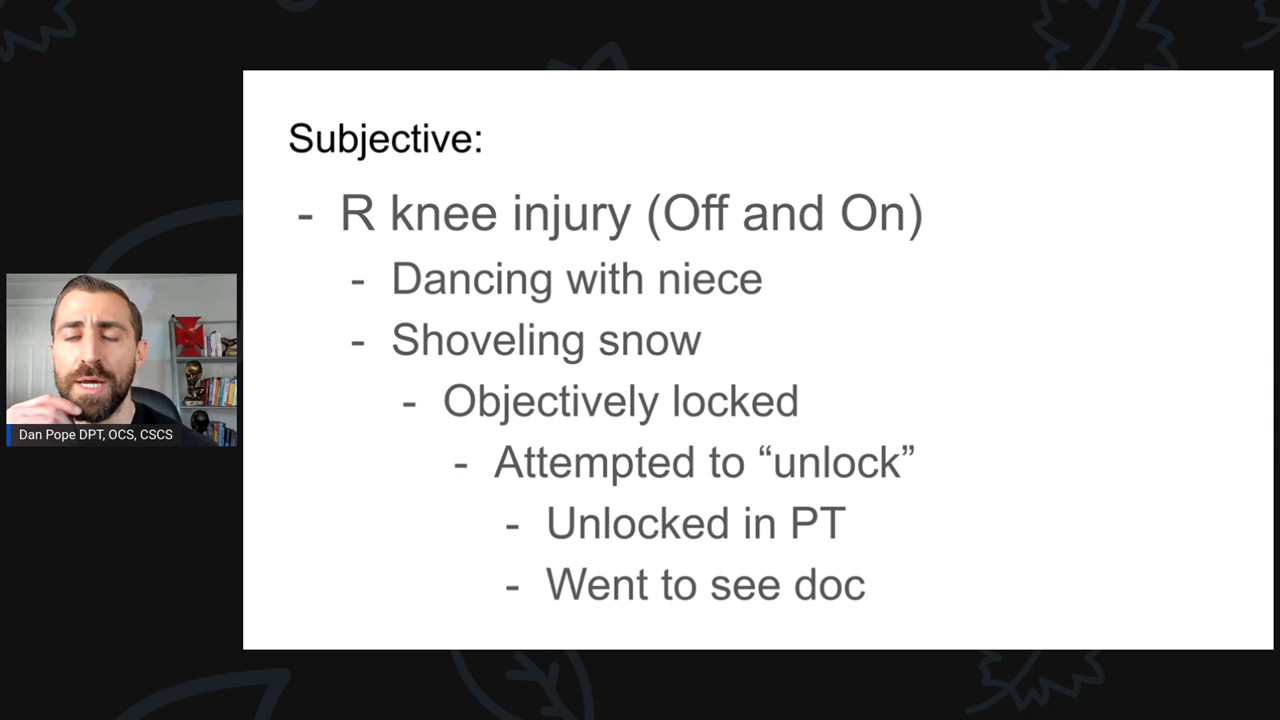 Subjective:
- R knee injury (Off and On)
- Dancing with niece
- Shoveling snow
- Objectively locked
- Attempted to “unlock”
- Unlocked in PT
- Went to see doc
Dan Pope DPT, OCS, CSCS